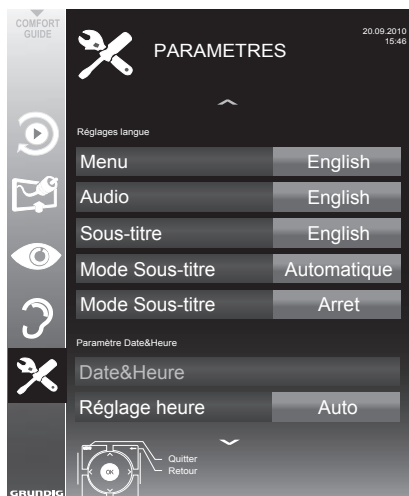 COMFORT
GUIDE
PARAMETRES
20.09.2010
15:46
Réglages langue
Menu English
Audio English
Sous-titre English
Mode Sous-titre Automatique
Mode Sous-titre Arret
Paramètre Date&Heure
Date&Heure
Réglage heure Auto
Quitter
Retour
OK
GRUNDIG